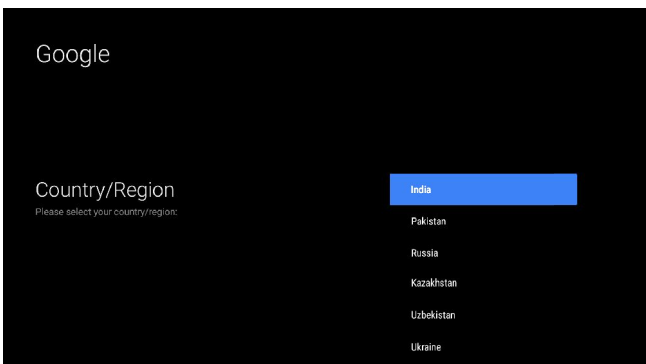 Google
Country/Region
Please select your country/region:
India
Pakistan
Russia
Kazakhstan
Uzbekistan
Ukraine